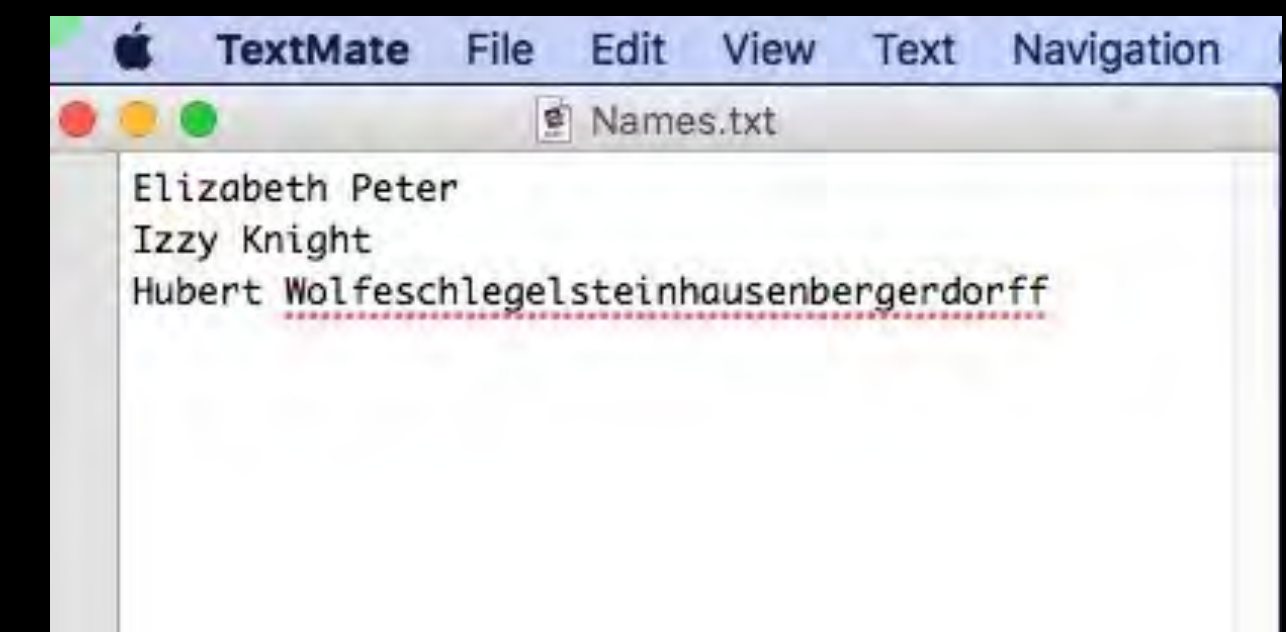 TextMate File Edit View Text Navigation
Names.txt
Elizabeth Peter
Izzy Knight
Hubert Wolfeschlegelsteinhausenbergerdorff